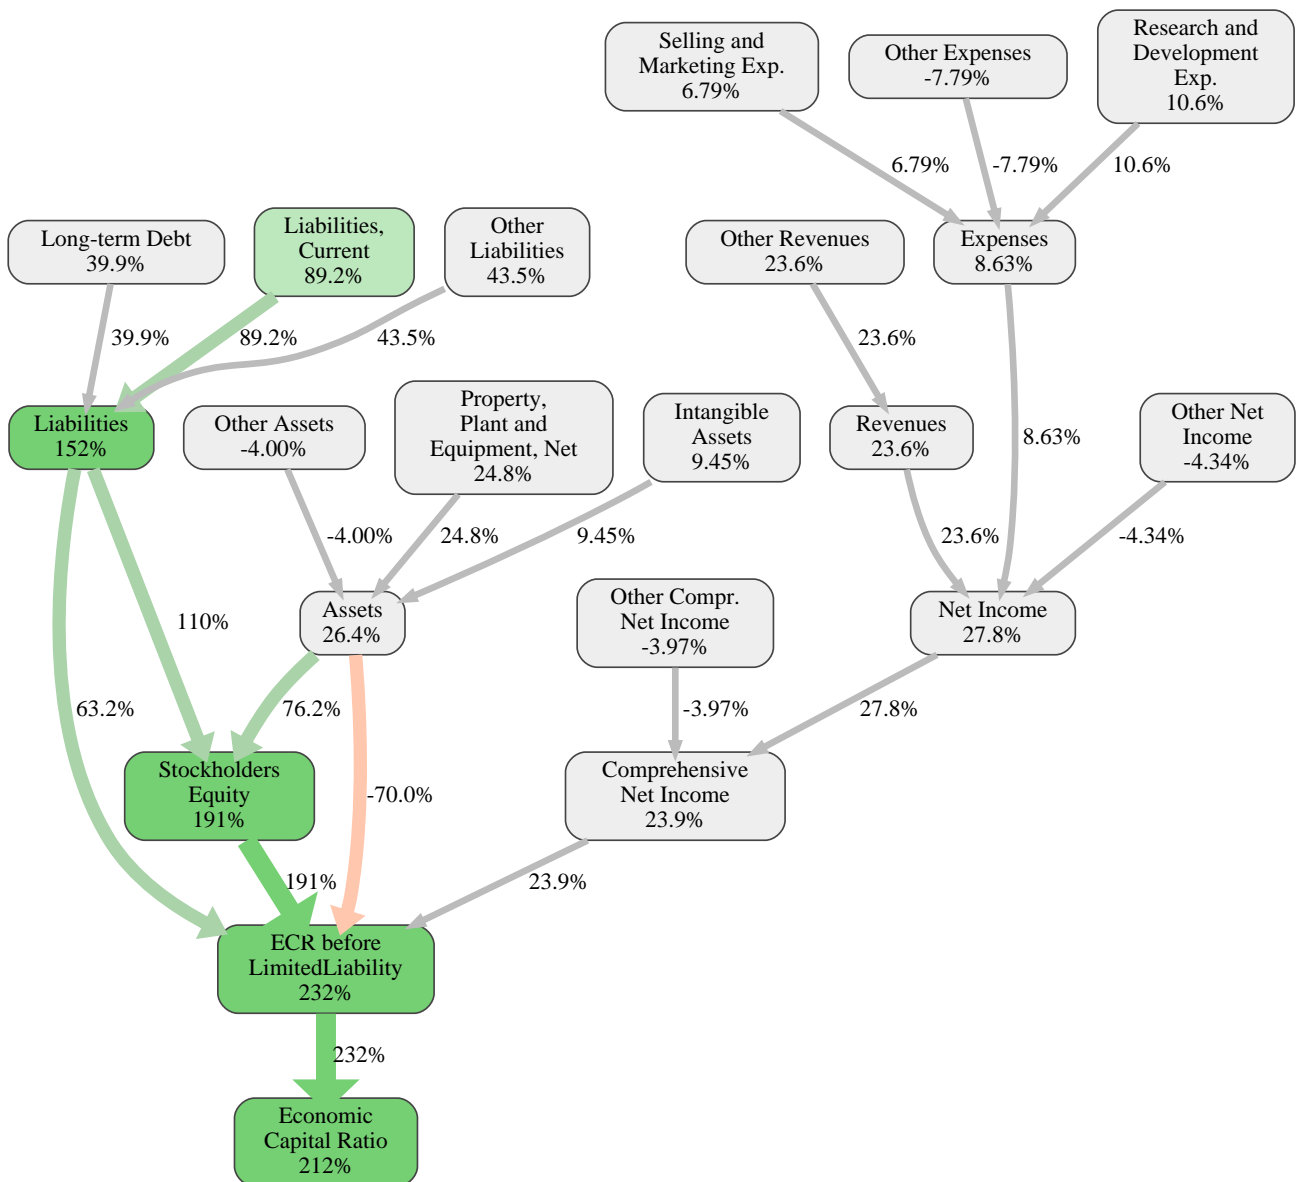 Selling and
Marketing Exp.
6.79%
Other Expenses
-7.79%
Research and
Development
Exp.
10.6%
6.79%
-7.79%
10.6%
Long-term Debt
39.9%
Liabilities,
Current
89.2%
Other
Liabilities
43.5%
Other Revenues
23.6%
Expenses
8.63%
39.9%
89.2%
43.5%
23.6%
Liabilities
152%
Other Assets
-4.00%
Property,
Plant and
Equipment, Net
24.8%
Intangible
Assets
9.45%
Revenues
23.6%
8.63%
Other Net
Income
-4.34%
-4.00%
24.8%
9.45%
23.6%
-4.34%
110%
Assets
26.4%
Other Compr.
Net Income
-3.97%
Net Income
27.8%
63.2%
76.2%
-3.97%
27.8%
Stockholders
Equity
191%
-70.0%
Comprehensive
Net Income
23.9%
191%
23.9%
ECR before
LimitedLiability
232%
232%
Economic
Capital Ratio
212%